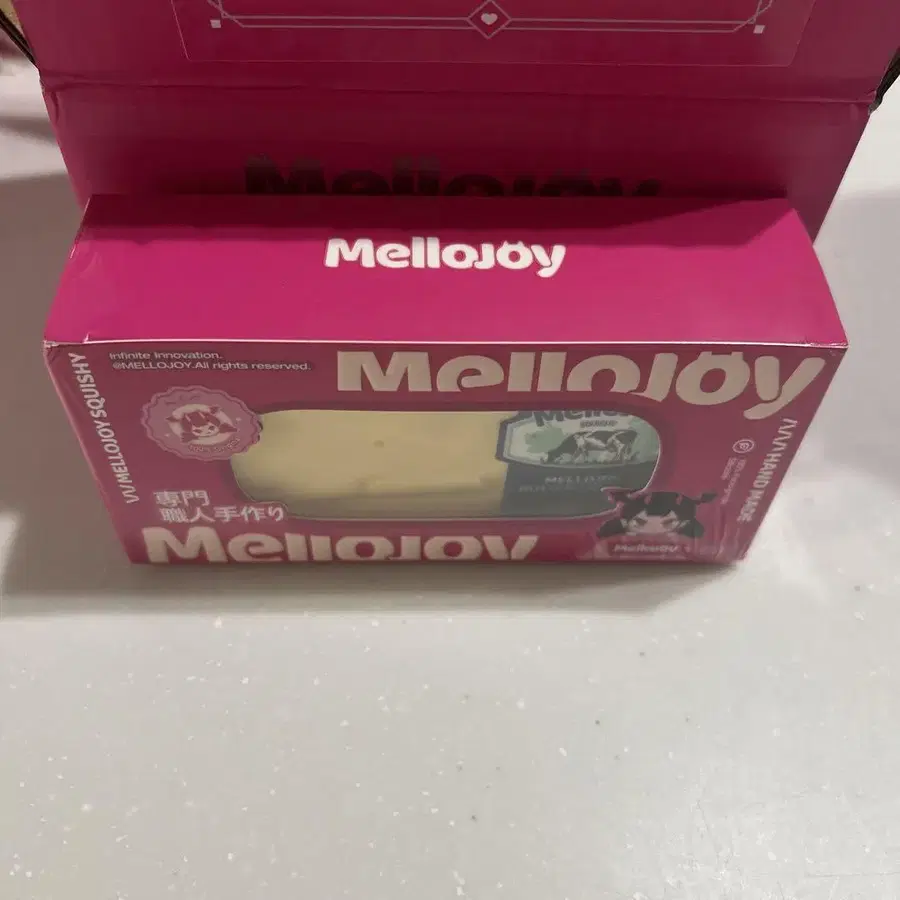 Mellojoy
Mellojoy
Infinite Innovation.
@MELLOJOY.All rights reserved.
Mellojoy
MELLOJOY SQUISHY
HAND MADE
専門
職人手作り
Mellojoy
Mellojoy